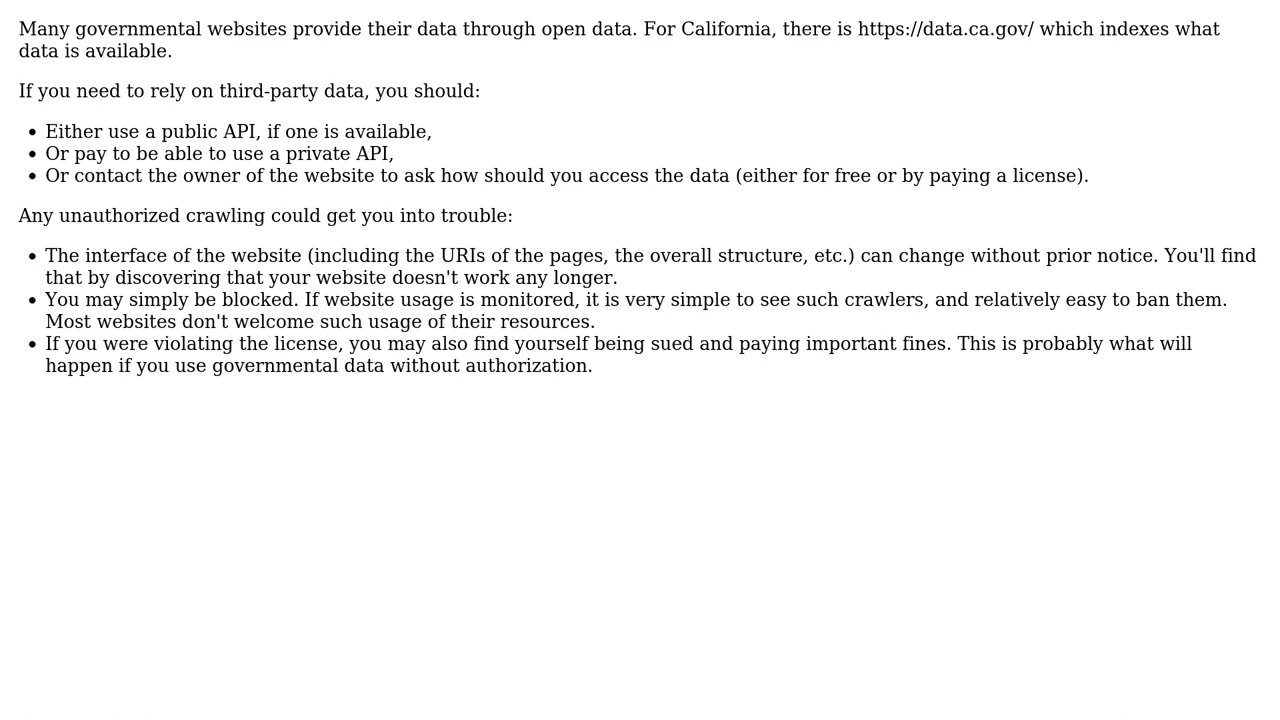 Many governmental websites provide their data through open data. For California, there is https://data.ca.gov/ which indexes what
data is available.
If you need to rely on third-party data, you should:
• Either use a public API, if one is available,
• Or pay to be able to use a private API,
• Or contact the owner of the website to ask how should you access the data (either for free or by paying a license).
Any unauthorized crawling could get you into trouble:
• The interface of the website (including the URIs of the pages, the overall structure, etc.) can change without prior notice. You'll find
that by discovering that your website doesn't work any longer.
• You may simply be blocked. If website usage is monitored, it is very simple to see such crawlers, and relatively easy to ban them.
Most websites don't welcome such usage of their resources.
• If you were violating the license, you may also find yourself being sued and paying important fines. This is probably what will
happen if you use governmental data without authorization.